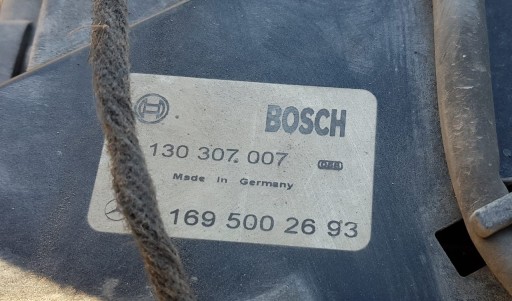 BOSCH
130 307 007
Made in Germany
169 500 26 93